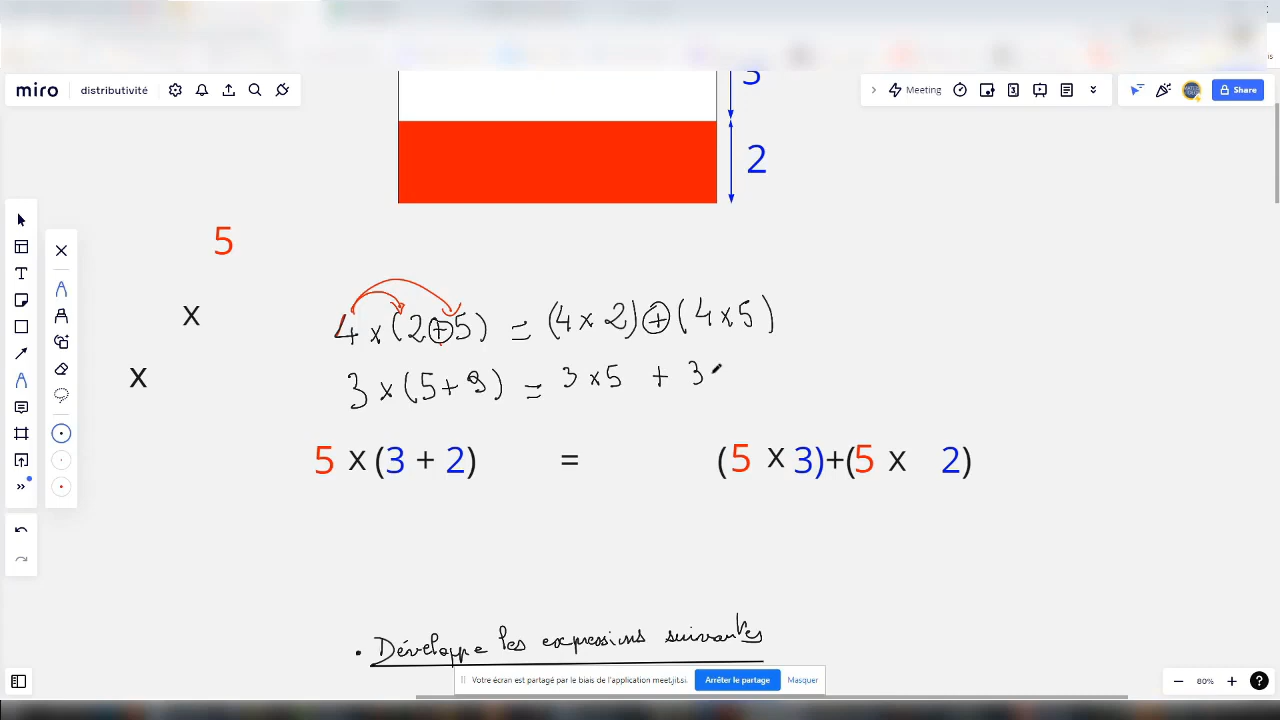 miro distributivité
Meeting
Share
3
2
5
x
4 × (2 + 5) = (4 × 2) + (4 × 5)
x
3 × (5 + 9) = 3 × 5 + 3
5 x (3 + 2) = (5 x 3)+(5 x 2)
• Développe les expressions suivantes
Votre écran est partagé par le biais de l'application meet.jit.si. Arrêter le partage Masquer
80%